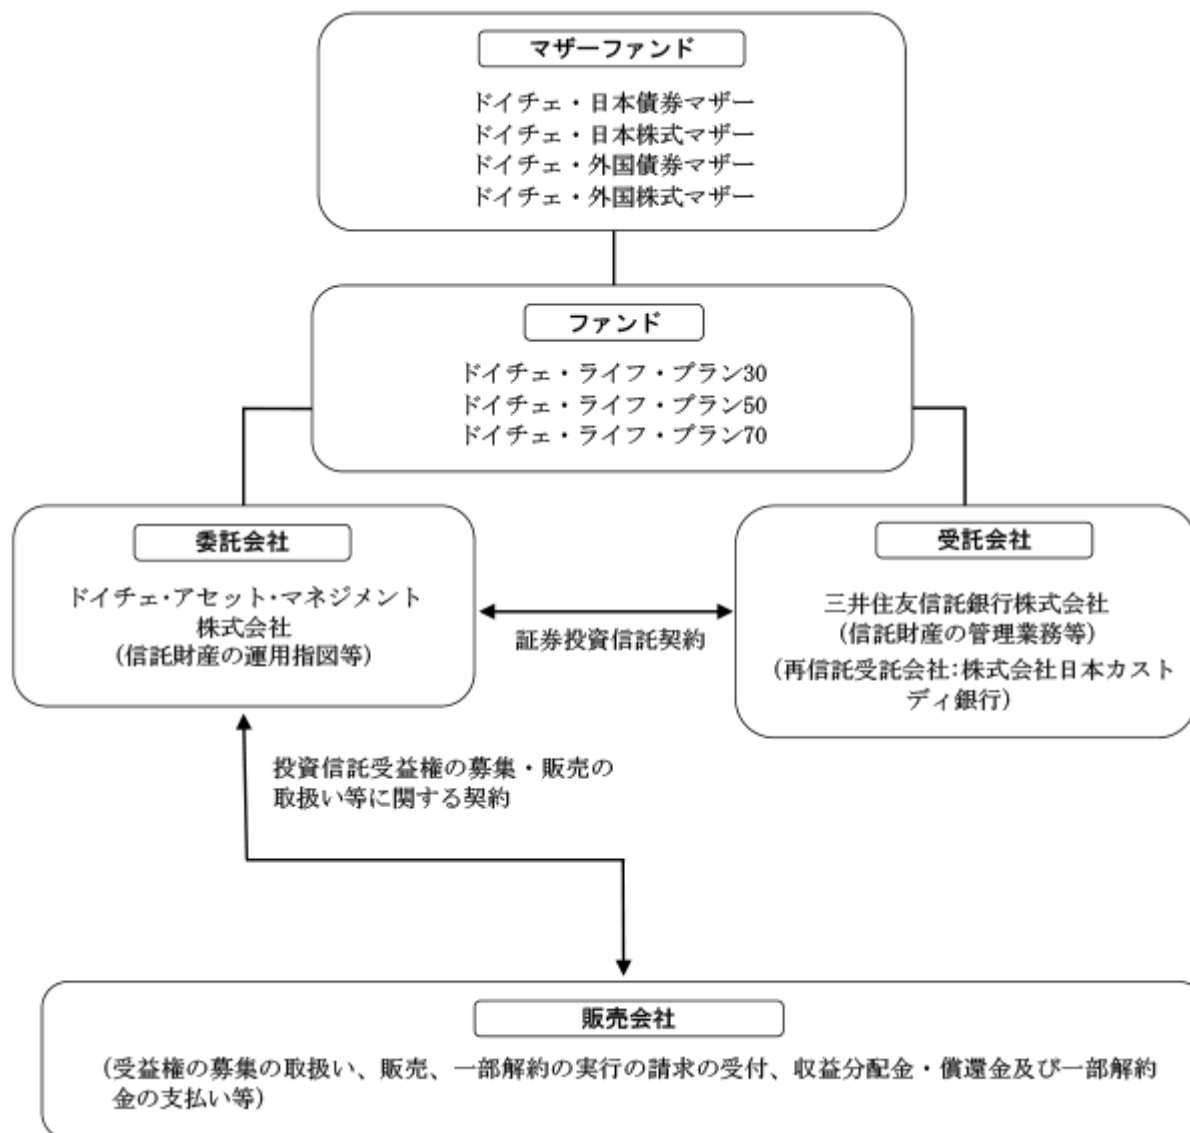 マザーファンド
ドイチェ・日本債券マザー
ドイチェ・日本株式マザー
ドイチェ・外国債券マザー
ドイチェ・外国株式マザー
ファンド
ドイチェ・ライフ・プラン30
ドイチェ・ライフ・プラン50
ドイチェ・ライフ・プラン70
委託会社
ドイチェ・アセット・マネジメント
株式会社
(信託財産の運用指図等)
証券投資信託契約
受託会社
三井住友信託銀行株式会社
(信託財産の管理業務等)
(再信託受託会社:株式会社日本カスト
ディ銀行)
投資信託受益権の募集・販売の
取扱い等に関する契約
販売会社
(受益権の募集の取扱い、販売、一部解約の実行の請求の受付、収益分配金・償還金及び一部解約
金の支払い等)